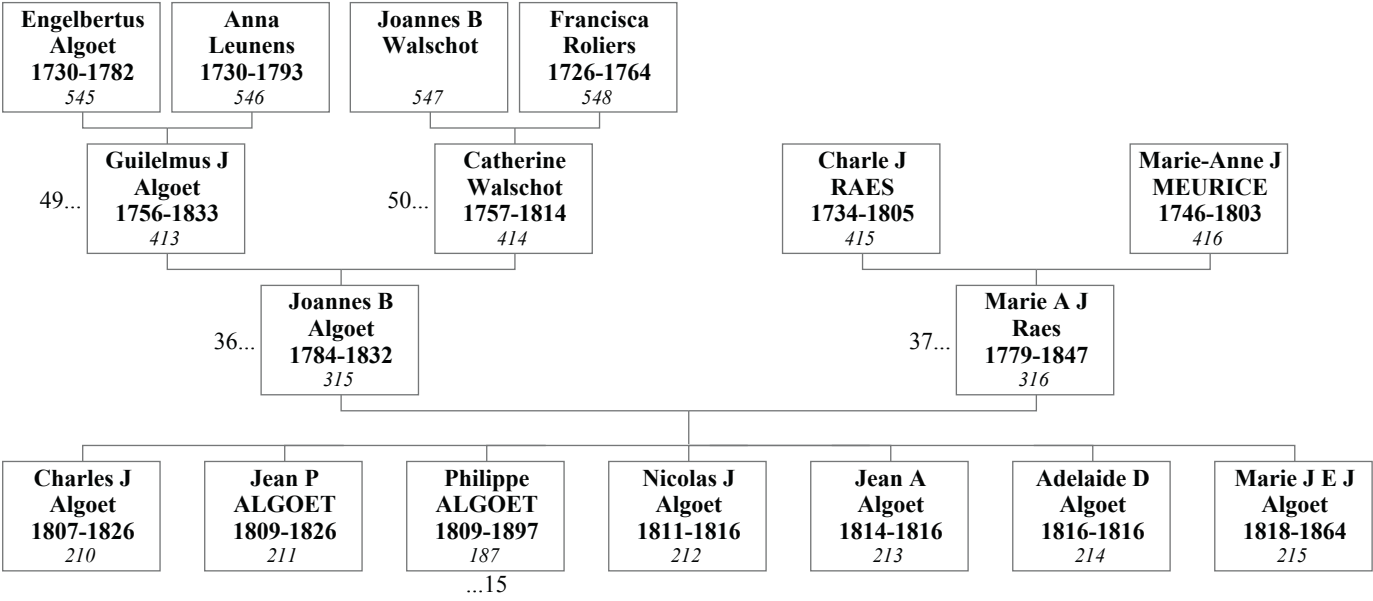 Engelbertus
Algoet
1730-1782
545
Anna
Leunens
1730-1793
546
Joannes B
Walschot
547
Francisca
Roliers
1726-1764
548
49...
Guilelmus J
Algoet
1756-1833
413
50...
Catherine
Walschot
1757-1814
414
Charle J
RAES
1734-1805
415
Marie-Anne J
MEURICE
1746-1803
416
36...
Joannes B
Algoet
1784-1832
315
37...
Marie A J
Raes
1779-1847
316
Charles J
Algoet
1807-1826
210
Jean P
ALGOET
1809-1826
211
Philippe
ALGOET
1809-1897
187
...15
Nicolas J
Algoet
1811-1816
212
Jean A
Algoet
1814-1816
213
Adelaide D
Algoet
1816-1816
214
Marie J E J
Algoet
1818-1864
215